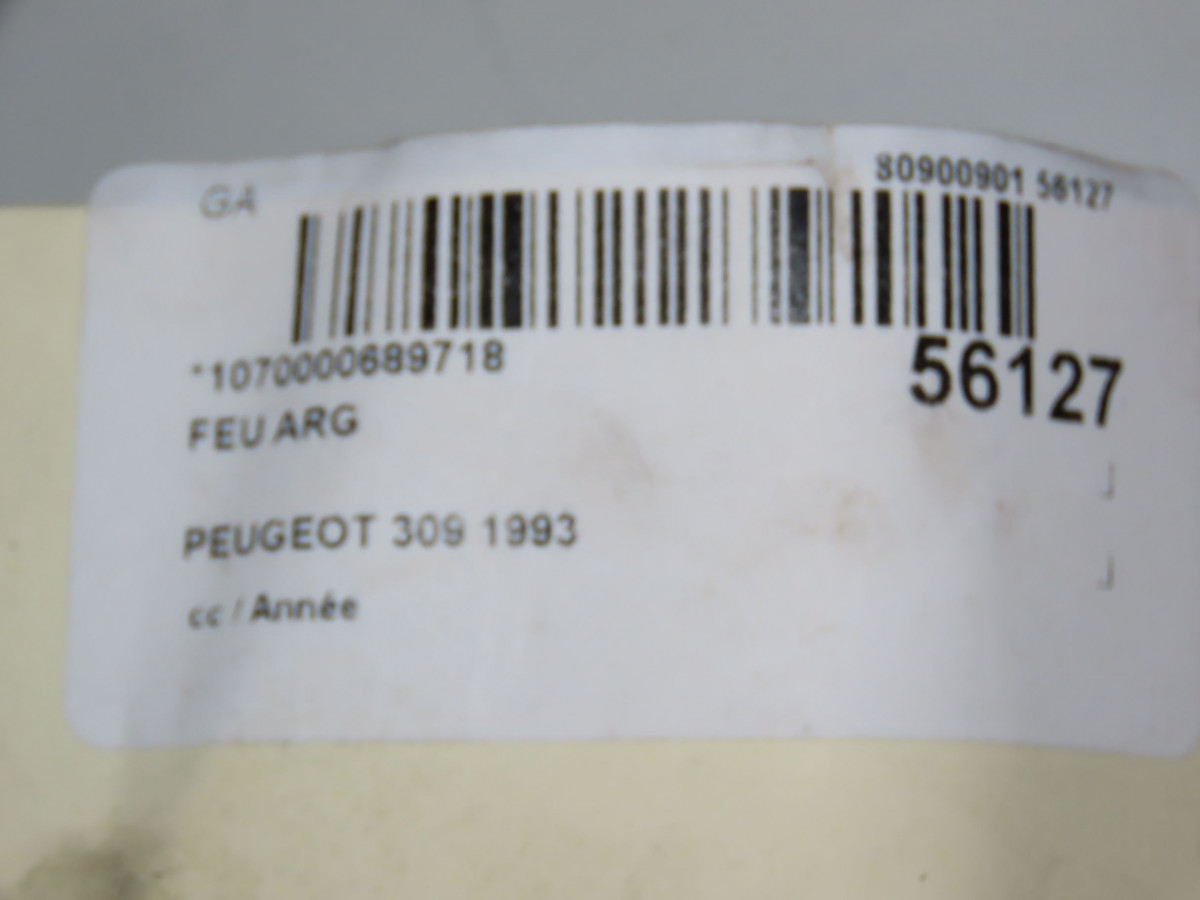 GA
80900901 56127
*1070000689718
56127
FEU ARG
PEUGEOT 309 1993
cc / Année